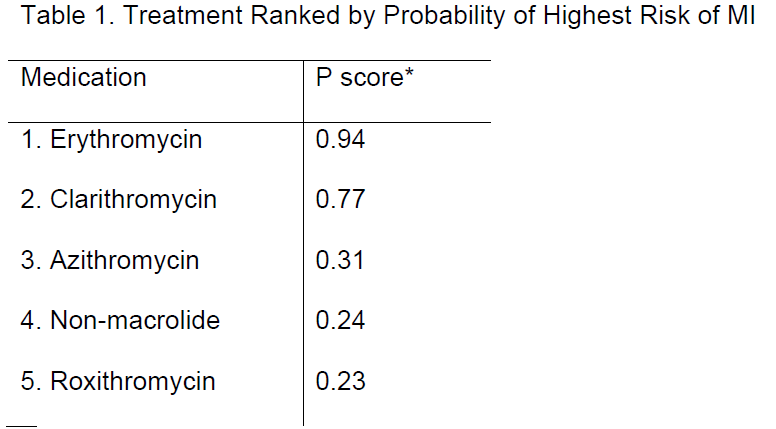 Table 1. Treatment Ranked by Probability of Highest Risk of MI
Medication P score*
1. Erythromycin 0.94
2. Clarithromycin 0.77
3. Azithromycin 0.31
4. Non-macrolide 0.24
5. Roxithromycin 0.23